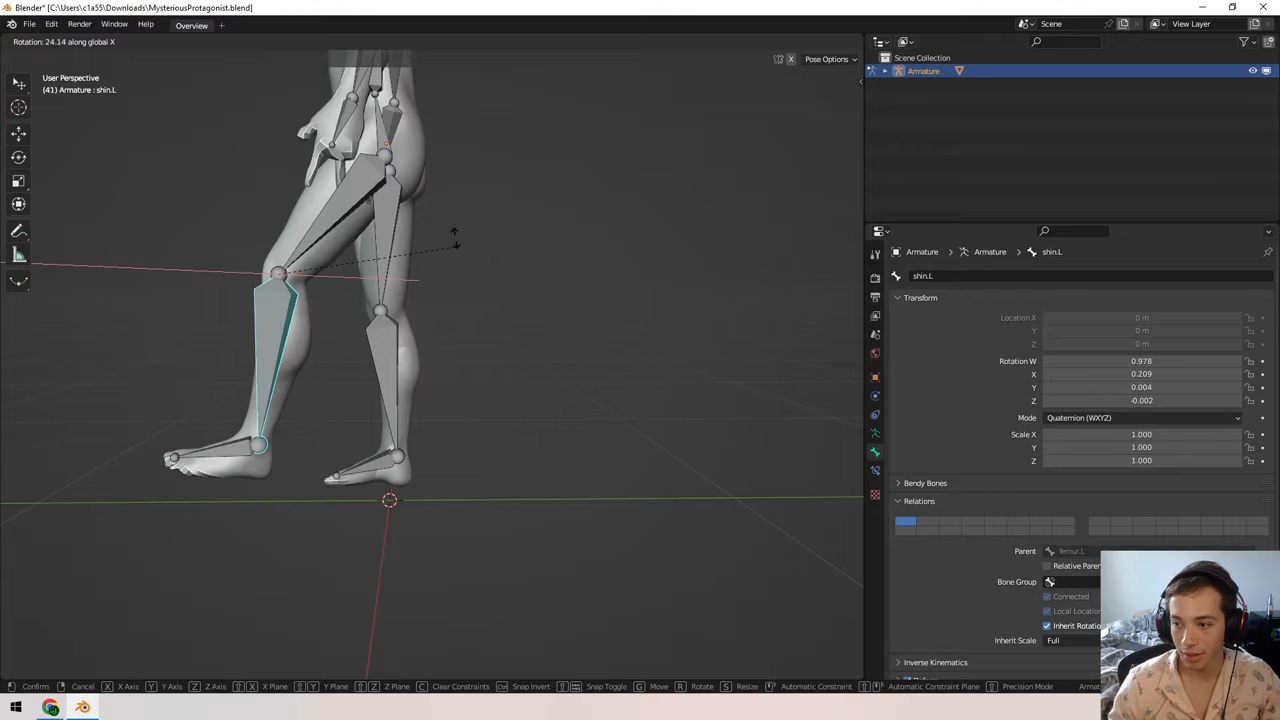 Blender* [C:\Users\c1a55\Downloads\MysteriousProtagonist.blend]
File Edit Render Window Help Overview + Scene View Layer
Rotation: 24.14 along global X
X Pose Options
User Perspective
(41) Armature : shin.L
Scene Collection
Armature
Armature Armature shin.L
shin.L
Transform
Location X 0 m
Y 0 m
Z 0 m
Rotation W 0.978
X 0.209
Y 0.004
Z -0.002
Mode Quaternion (WXYZ)
Scale X 1.000
Y 1.000
Z 1.000
Bendy Bones
Relations
Parent femur.L
Relative Pare
Bone Group
Connected
Local Locatio
Inherit Rotatio
Inherit Scale Full
Inverse Kinematics
Confirm Cancel X X Axis Y Y Axis Z Z Axis X X Plane Y Y Plane Z Z Plane C Clear Constraints Ctrl Snap Invert Snap Toggle G Move R Rotate S Resize Automatic Constraint Automatic Constraint Plane Precision Mode Armat